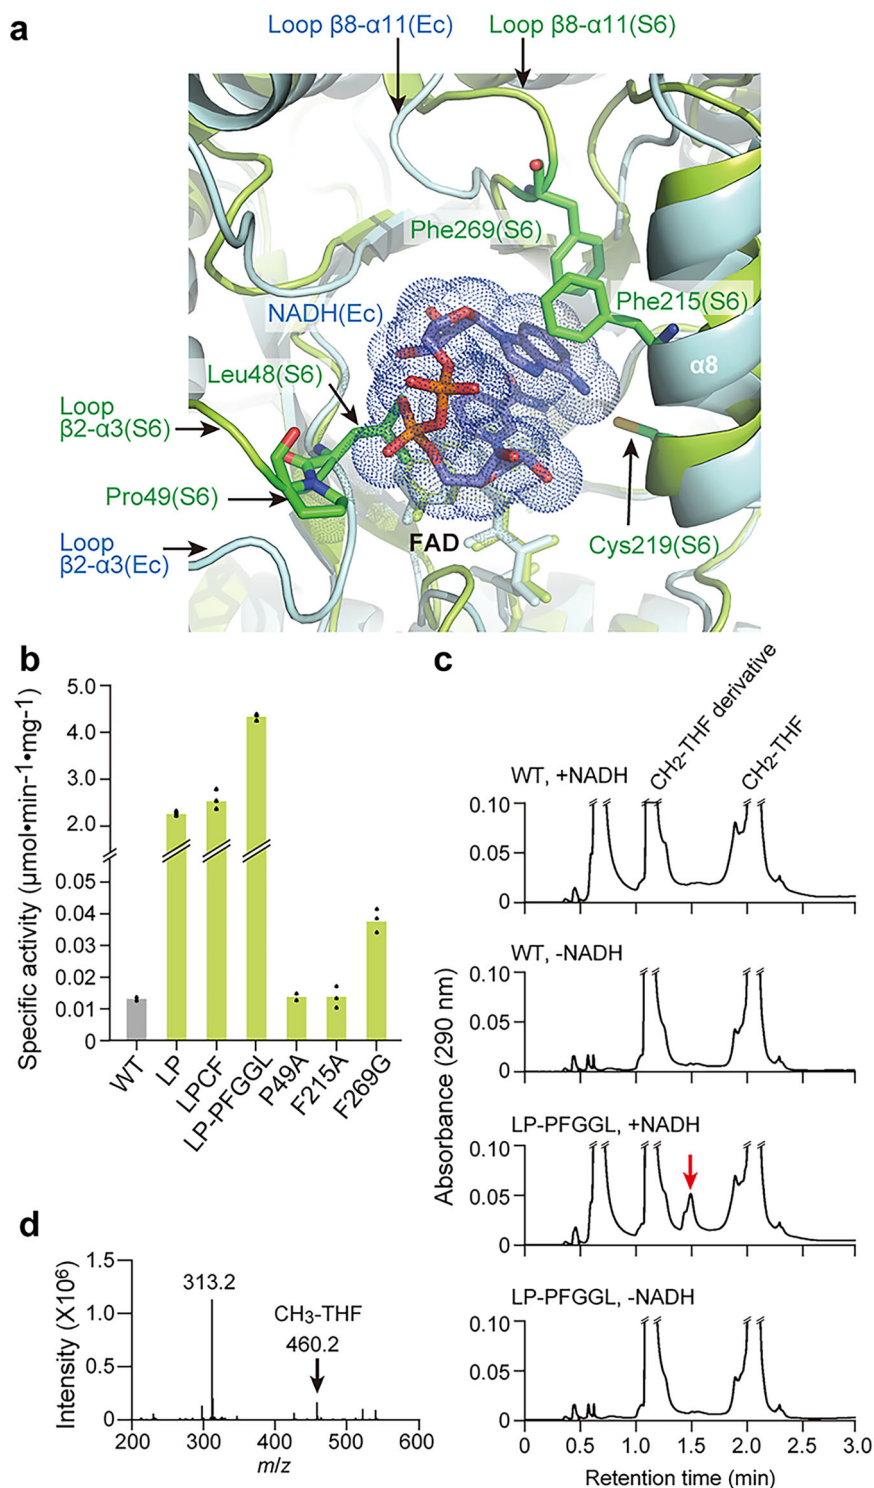 a
Loop β8-α11(Ec)
Loop β8-α11(S6)
Phe269(S6)
NADH(Ec)
Phe215(S6)
Leu48(S6)
α8
Loop
β2-α3(S6)
Pro49(S6)
Loop
β2-α3(Ec)
FAD
Cys219(S6)
b
Specific activity (µmol•min-1•mg-1)
5.0
4.0
3.0
2.0
0.05
0.04
0.03
0.02
0.01
0
WT
LP
LPCF
LP-PFGGL
P49A
F215A
F269G
c
CH₂-THF derivative
CH₂-THF
Absorbance (290 nm)
WT, +NADH
0.10
0.05
0
WT, -NADH
0.10
0.05
0
LP-PFGGL, +NADH
0.10
0.05
0
LP-PFGGL, -NADH
0.10
0.05
0
0 0.5 1.0 1.5 2.0 2.5 3.0
Retention time (min)
d
Intensity (X10⁶)
1.5
1.0
0.5
0
313.2
CH₃-THF
460.2
200 300 400 500 600
m/z